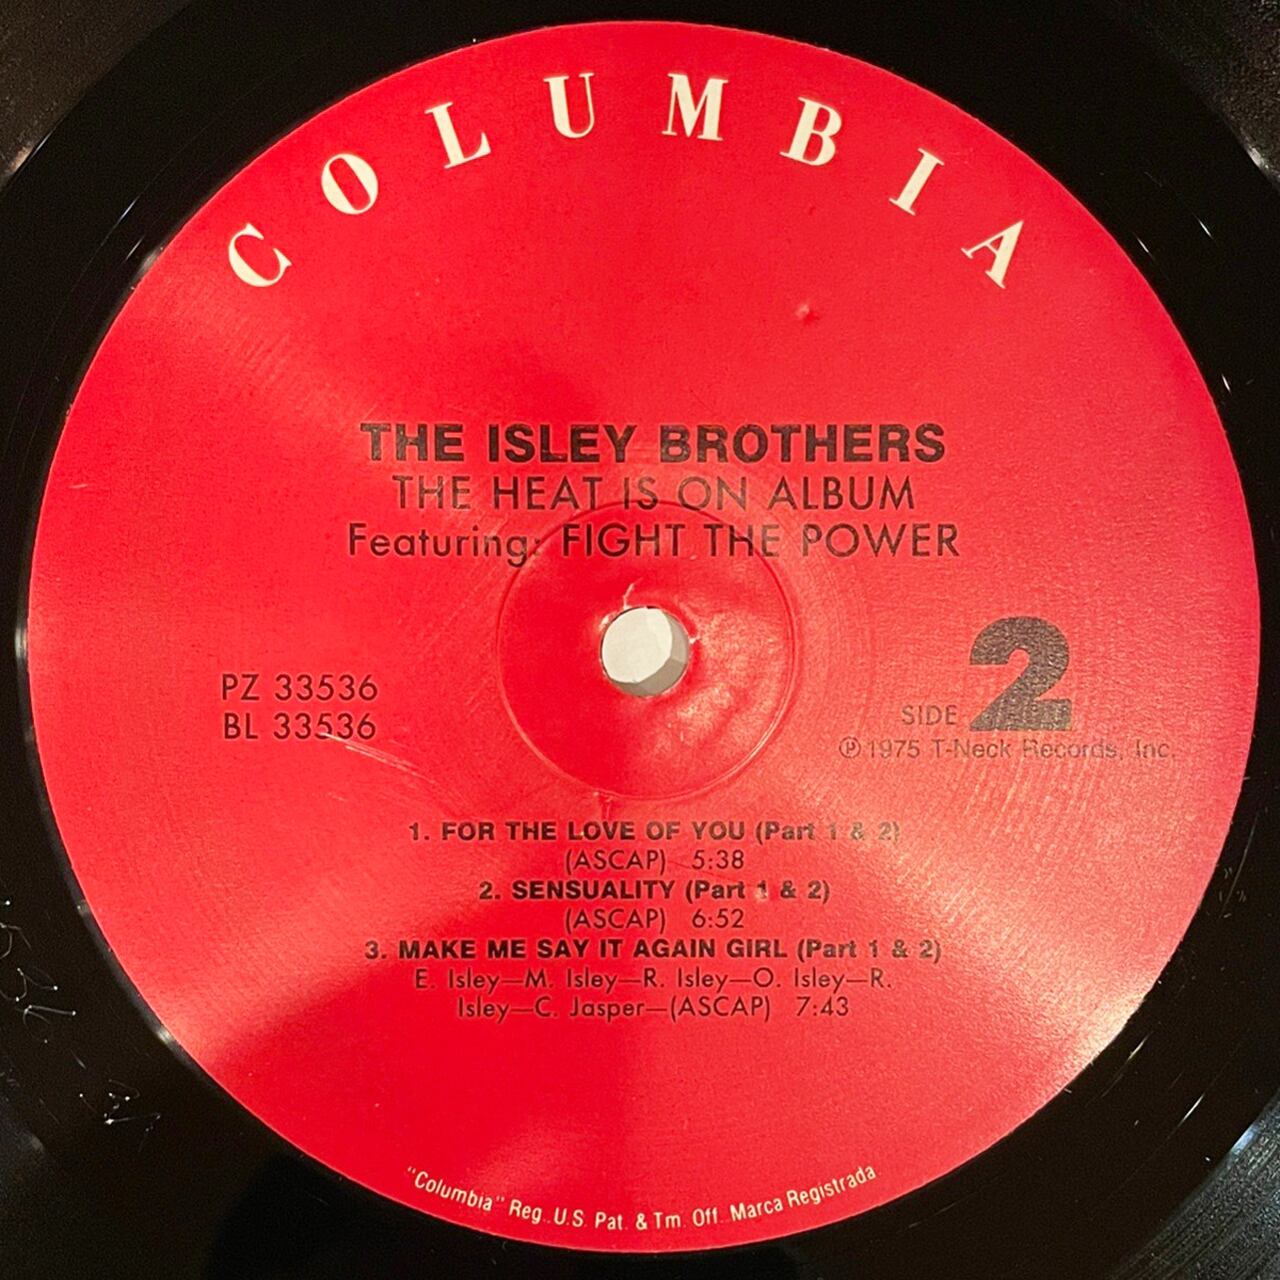 COLUMBIA
THE ISLEY BROTHERS
THE HEAT IS ON ALBUM
Featuring: FIGHT THE POWER
PZ 33536
BL 33536
SIDE 2
℗ 1975 T-Neck Records, Inc.
1. FOR THE LOVE OF YOU (Part 1 & 2)
(ASCAP) 5:38
2. SENSUALITY (Part 1 & 2)
(ASCAP) 6:52
3. MAKE ME SAY IT AGAIN GIRL (Part 1 & 2)
E. Isley—M. Isley—R. Isley—O. Isley—R.
Isley—C. Jasper—(ASCAP) 7:43
"Columbia" Reg. U.S. Pat. & Tm. Off. Marca Registrada.